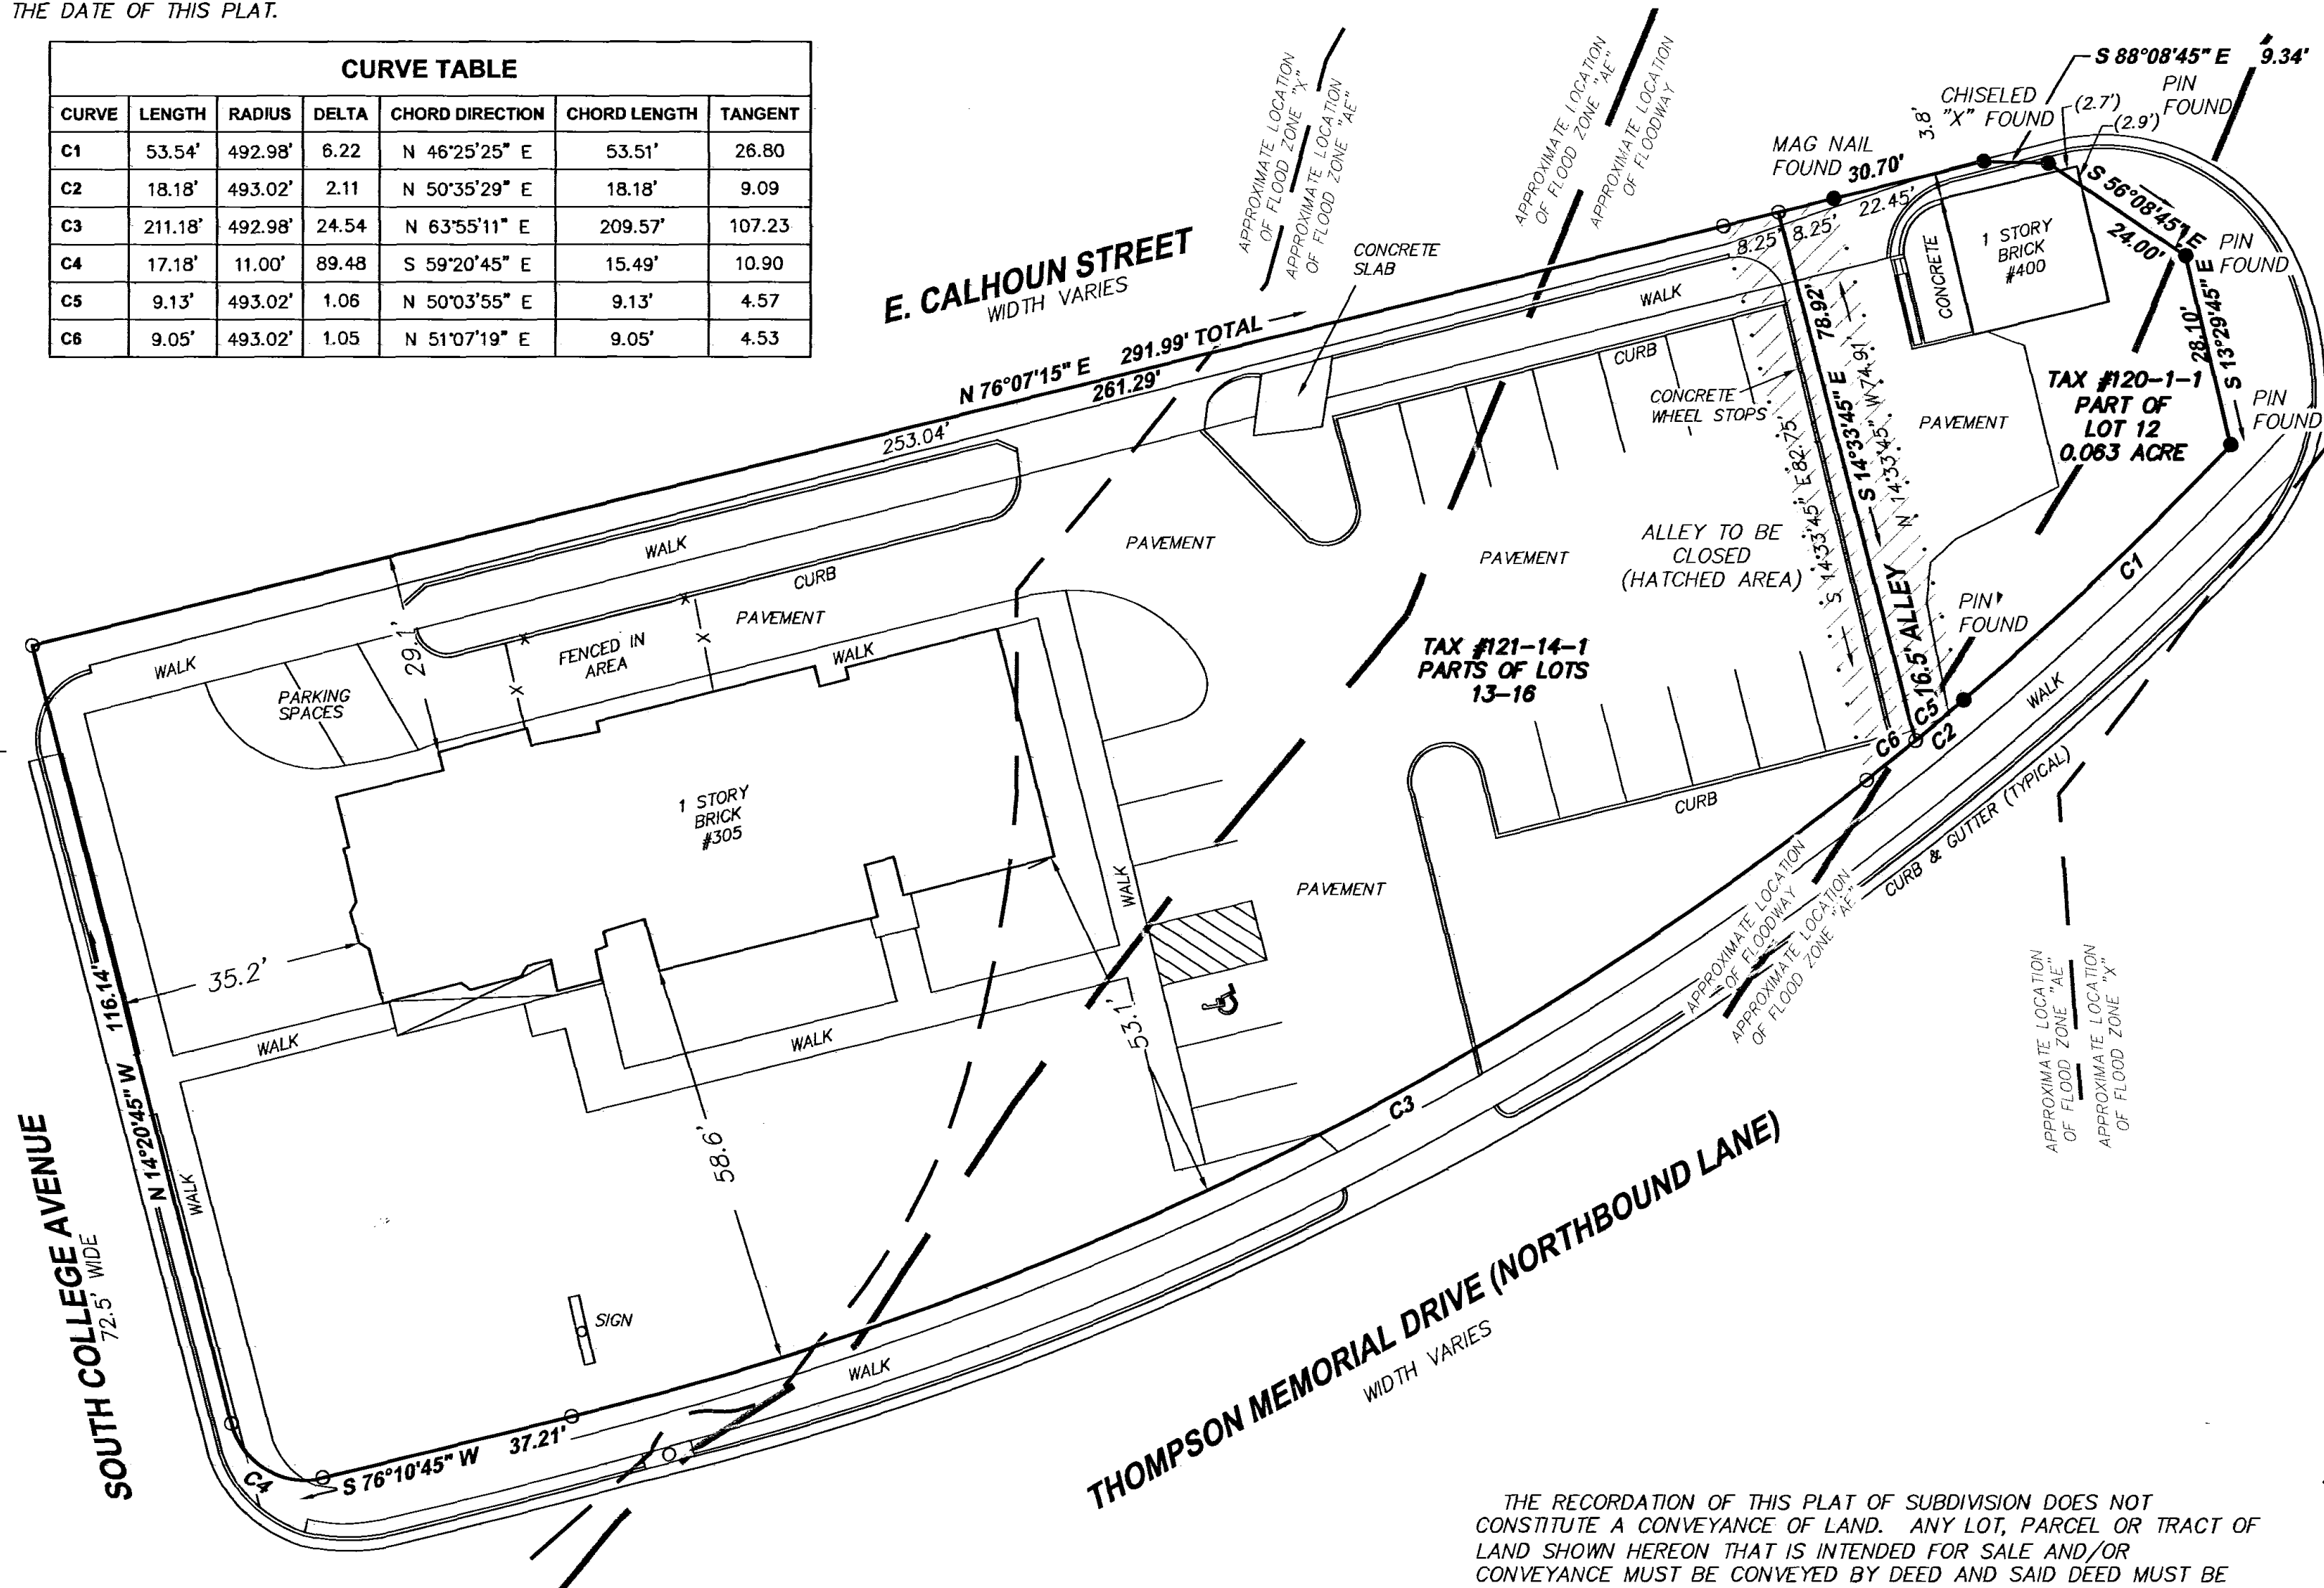 THE DATE OF THIS PLAT.
CURVE TABLE
CURVE LENGTH RADIUS DELTA CHORD DIRECTION CHORD LENGTH TANGENT
C1 53.54' 492.98' 6.22 N 46°25'25" E 53.51' 26.80
C2 18.18' 493.02' 2.11 N 50°35'29" E 18.18' 9.09
C3 211.18' 492.98' 24.54 N 63°55'11" E 209.57' 107.23
C4 17.18' 11.00' 89.48 S 59°20'45" E 15.49' 10.90
C5 9.13' 493.02' 1.06 N 50°03'55" E 9.13' 4.57
C6 9.05' 493.02' 1.05 N 51°07'19" E 9.05' 4.53
APPROXIMATE LOCATION
OF FLOOD ZONE "X"
APPROXIMATE LOCATION
OF FLOOD ZONE "AE"
APPROXIMATE LOCATION
OF FLOOD ZONE "AE"
APPROXIMATE LOCATION
OF FLOODWAY
S 88°08'45" E 9.34'
CHISELED
"X" FOUND
PIN
FOUND
(2.7')
(2.9')
3.8'
MAG NAIL
FOUND
30.70'
22.45'
8.25'
8.25'
S 56°08'45" E
24.00'
PIN
FOUND
1 STORY
BRICK
#400
CONCRETE
S 13°29'45" E
28.10'
PIN
FOUND
TAX #120-1-1
PART OF
LOT 12
0.063 ACRE
PAVEMENT
E. CALHOUN STREET
WIDTH VARIES
CONCRETE
SLAB
WALK
CURB
N 76°07'15" E 291.99' TOTAL
261.29'
253.04'
CONCRETE
WHEEL STOPS
78.92'
S 14°33'45" E
N 14°33'45" W 74.91'
S 14°33'45" E 82.75'
16.5' ALLEY
ALLEY TO BE
CLOSED
(HATCHED AREA)
PAVEMENT
PAVEMENT
C1
PIN
FOUND
TAX #121-14-1
PARTS OF LOTS
13-16
C5
C2
C6
WALK
CURB
CURB & GUTTER (TYPICAL)
WALK
CURB
PAVEMENT
FENCED IN
AREA
X
X
X
X
WALK
WALK
PARKING
SPACES
29.1'
1 STORY
BRICK
#305
WALK
PAVEMENT
35.2'
WALK
WALK
53.1'
58.6'
116.14'
N 14°20'45" W
WALK
SOUTH COLLEGE AVENUE
72.5' WIDE
SIGN
C4
S 76°10'45" W 37.21'
WALK
C3
THOMPSON MEMORIAL DRIVE (NORTHBOUND LANE)
WIDTH VARIES
APPROXIMATE LOCATION
OF FLOODWAY
APPROXIMATE LOCATION
OF FLOOD ZONE "AE"
APPROXIMATE LOCATION
OF FLOOD ZONE "AE"
APPROXIMATE LOCATION
OF FLOOD ZONE "X"
THE RECORDATION OF THIS PLAT OF SUBDIVISION DOES NOT
CONSTITUTE A CONVEYANCE OF LAND. ANY LOT, PARCEL OR TRACT OF
LAND SHOWN HEREON THAT IS INTENDED FOR SALE AND/OR
CONVEYANCE MUST BE CONVEYED BY DEED AND SAID DEED MUST BE